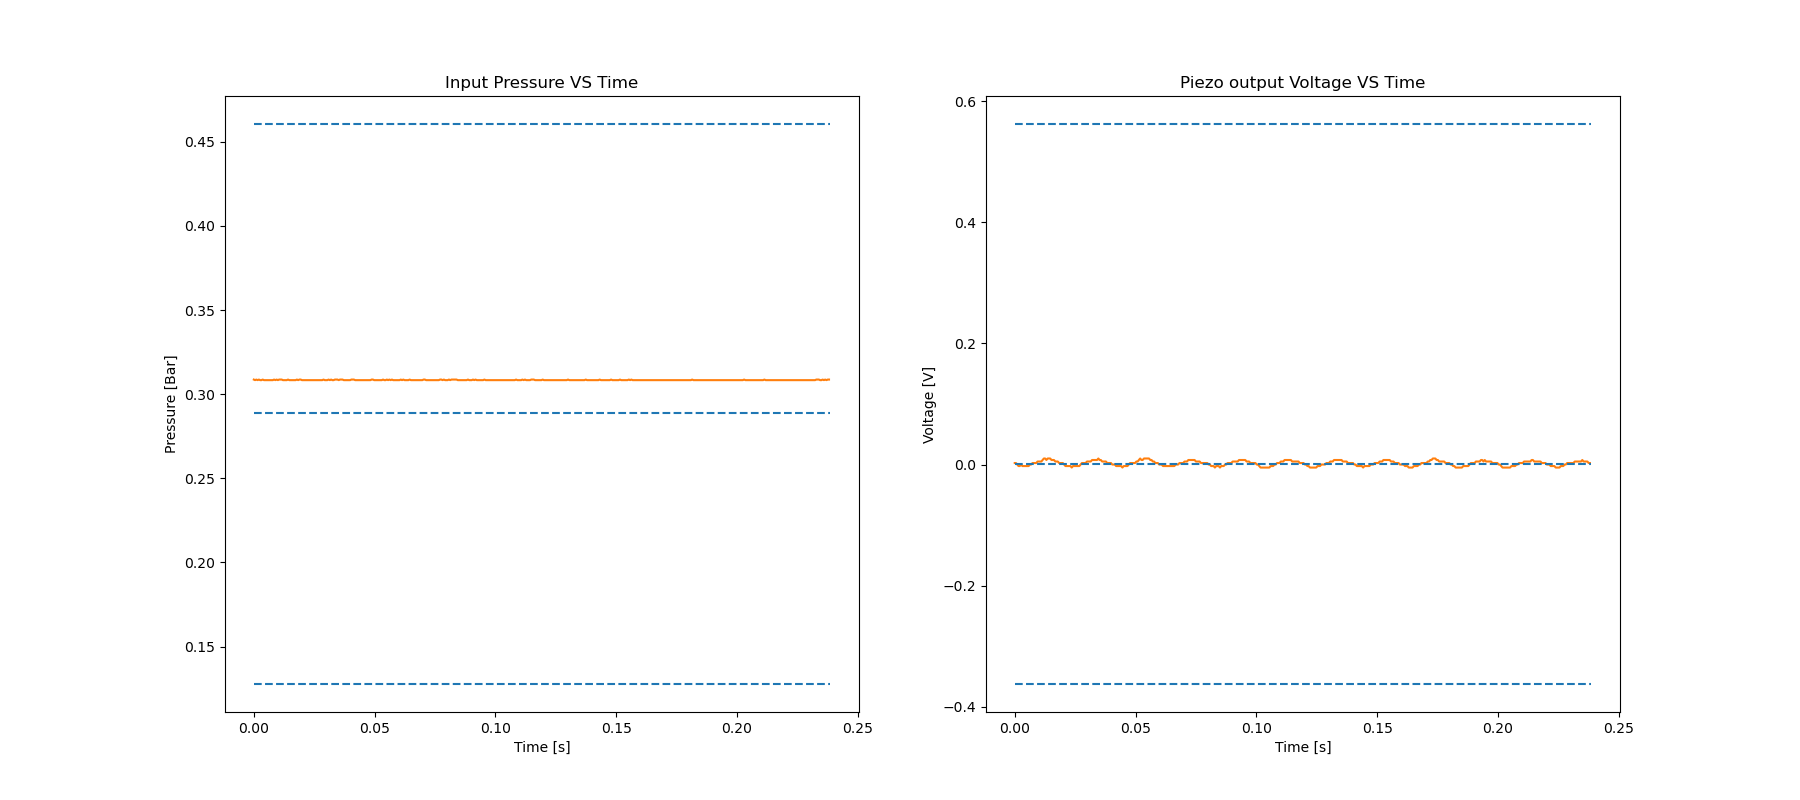 Input Pressure VS Time
Pressure [Bar]
0.45
0.40
0.35
0.30
0.25
0.20
0.15
0.00 0.05 0.10 0.15 0.20 0.25
Time [s]
Piezo output Voltage VS Time
Voltage [V]
0.6
0.4
0.2
0.0
−0.2
−0.4
0.00 0.05 0.10 0.15 0.20 0.25
Time [s]